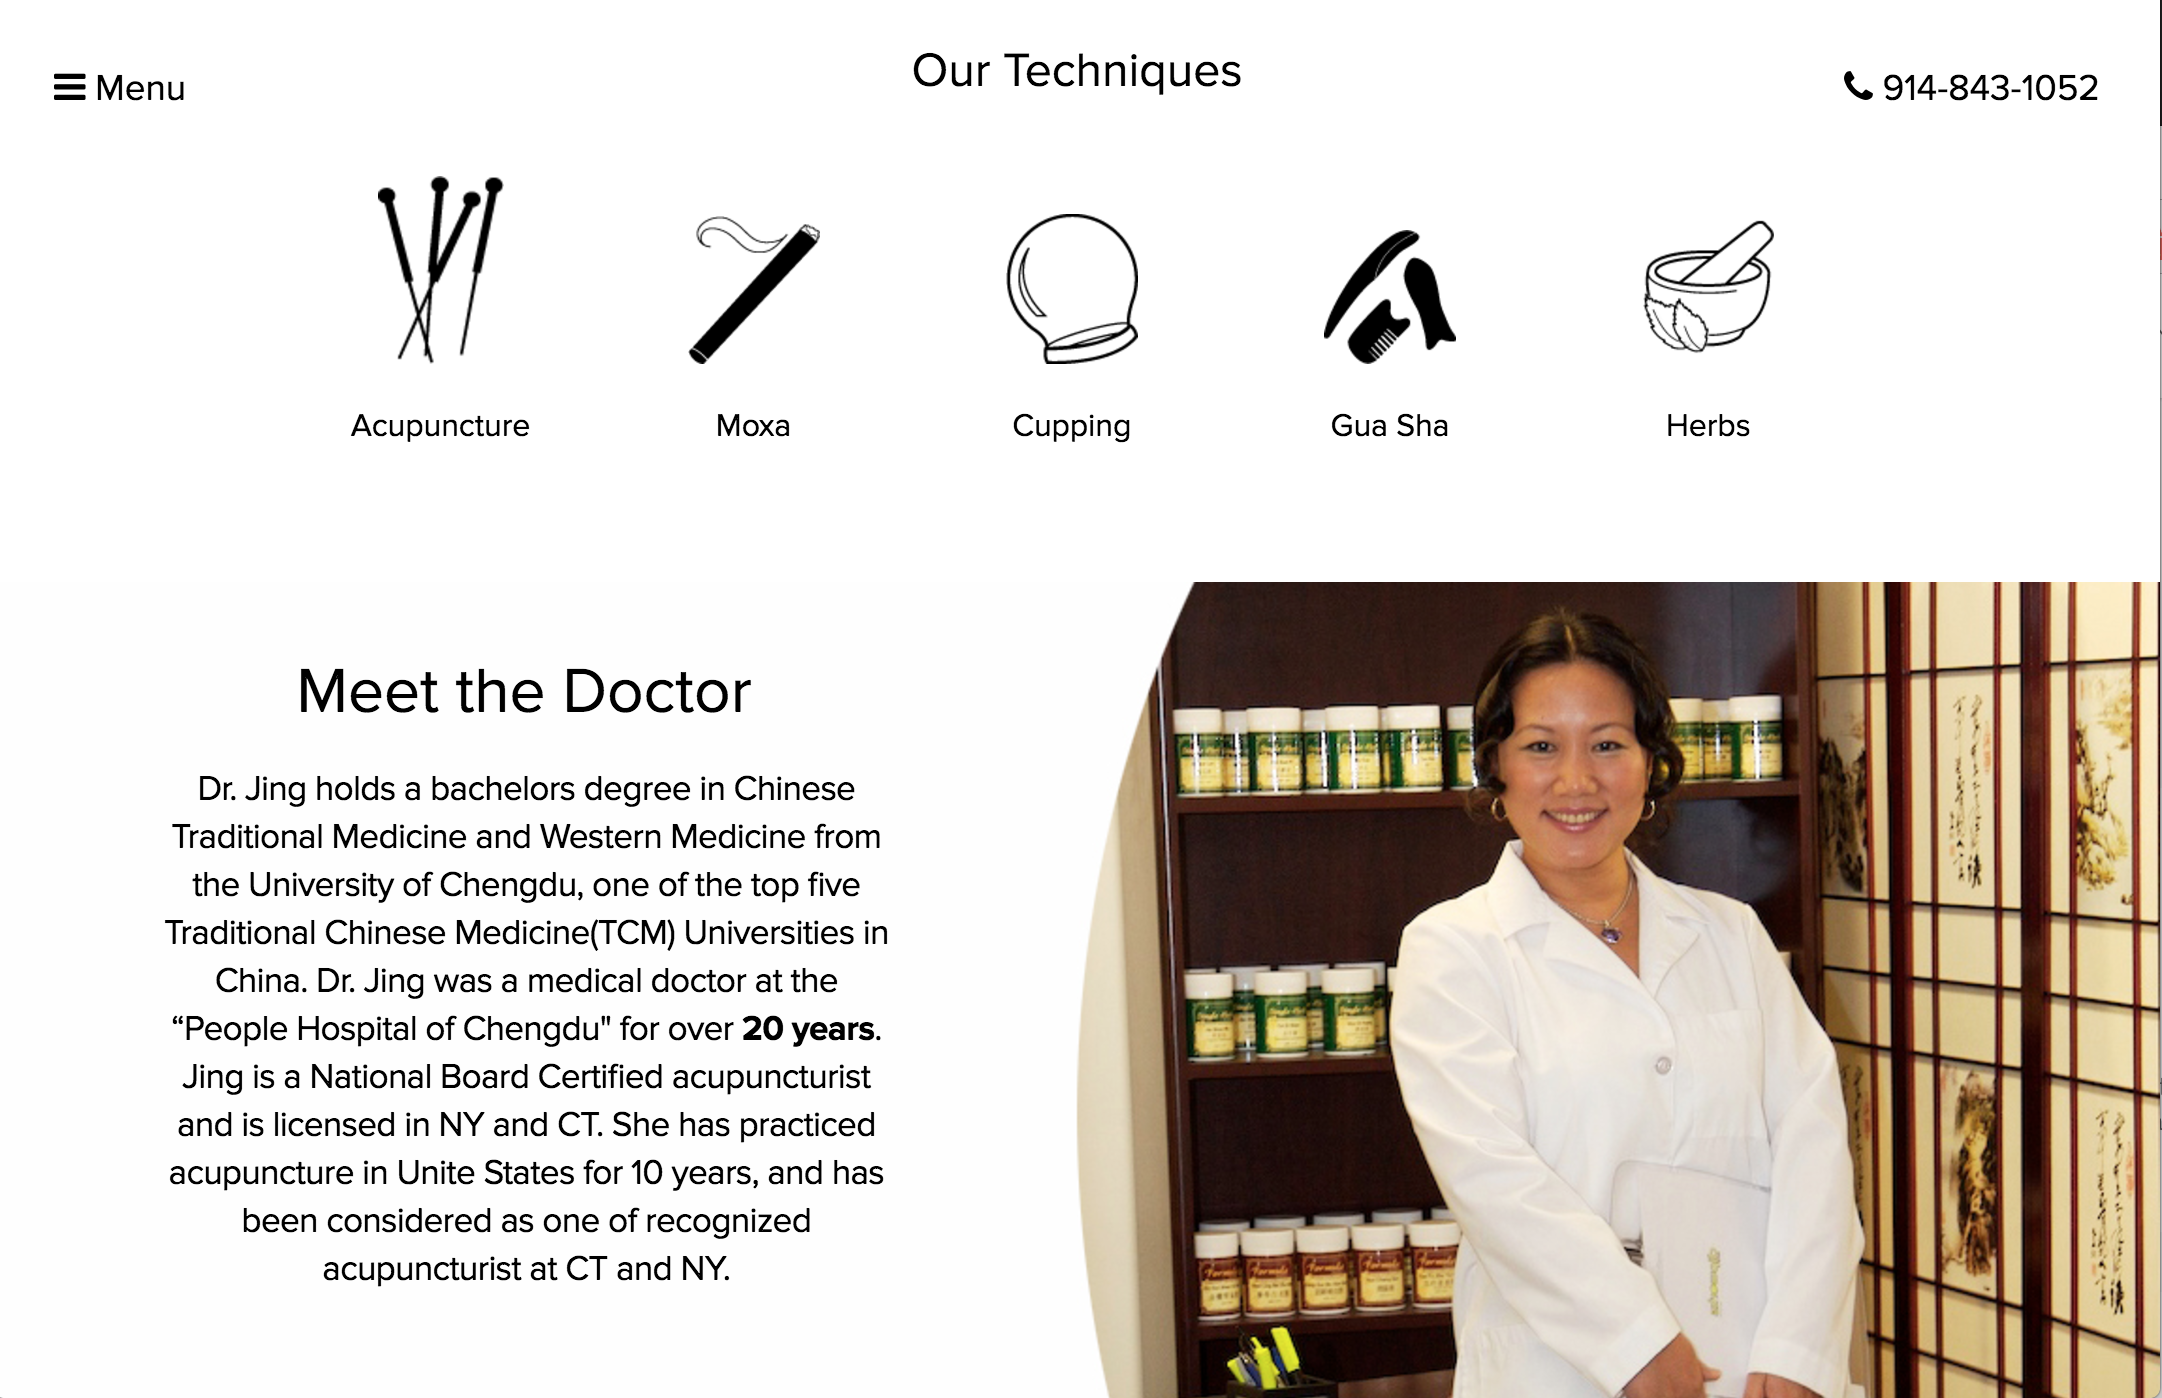 Menu
Our Techniques
914-843-1052
Acupuncture
Moxa
Cupping
Gua Sha
Herbs
Meet the Doctor
Dr. Jing holds a bachelors degree in Chinese
Traditional Medicine and Western Medicine from
the University of Chengdu, one of the top five
Traditional Chinese Medicine(TCM) Universities in
China. Dr. Jing was a medical doctor at the
“People Hospital of Chengdu" for over 20 years.
Jing is a National Board Certified acupuncturist
and is licensed in NY and CT. She has practiced
acupuncture in Unite States for 10 years, and has
been considered as one of recognized
acupuncturist at CT and NY.